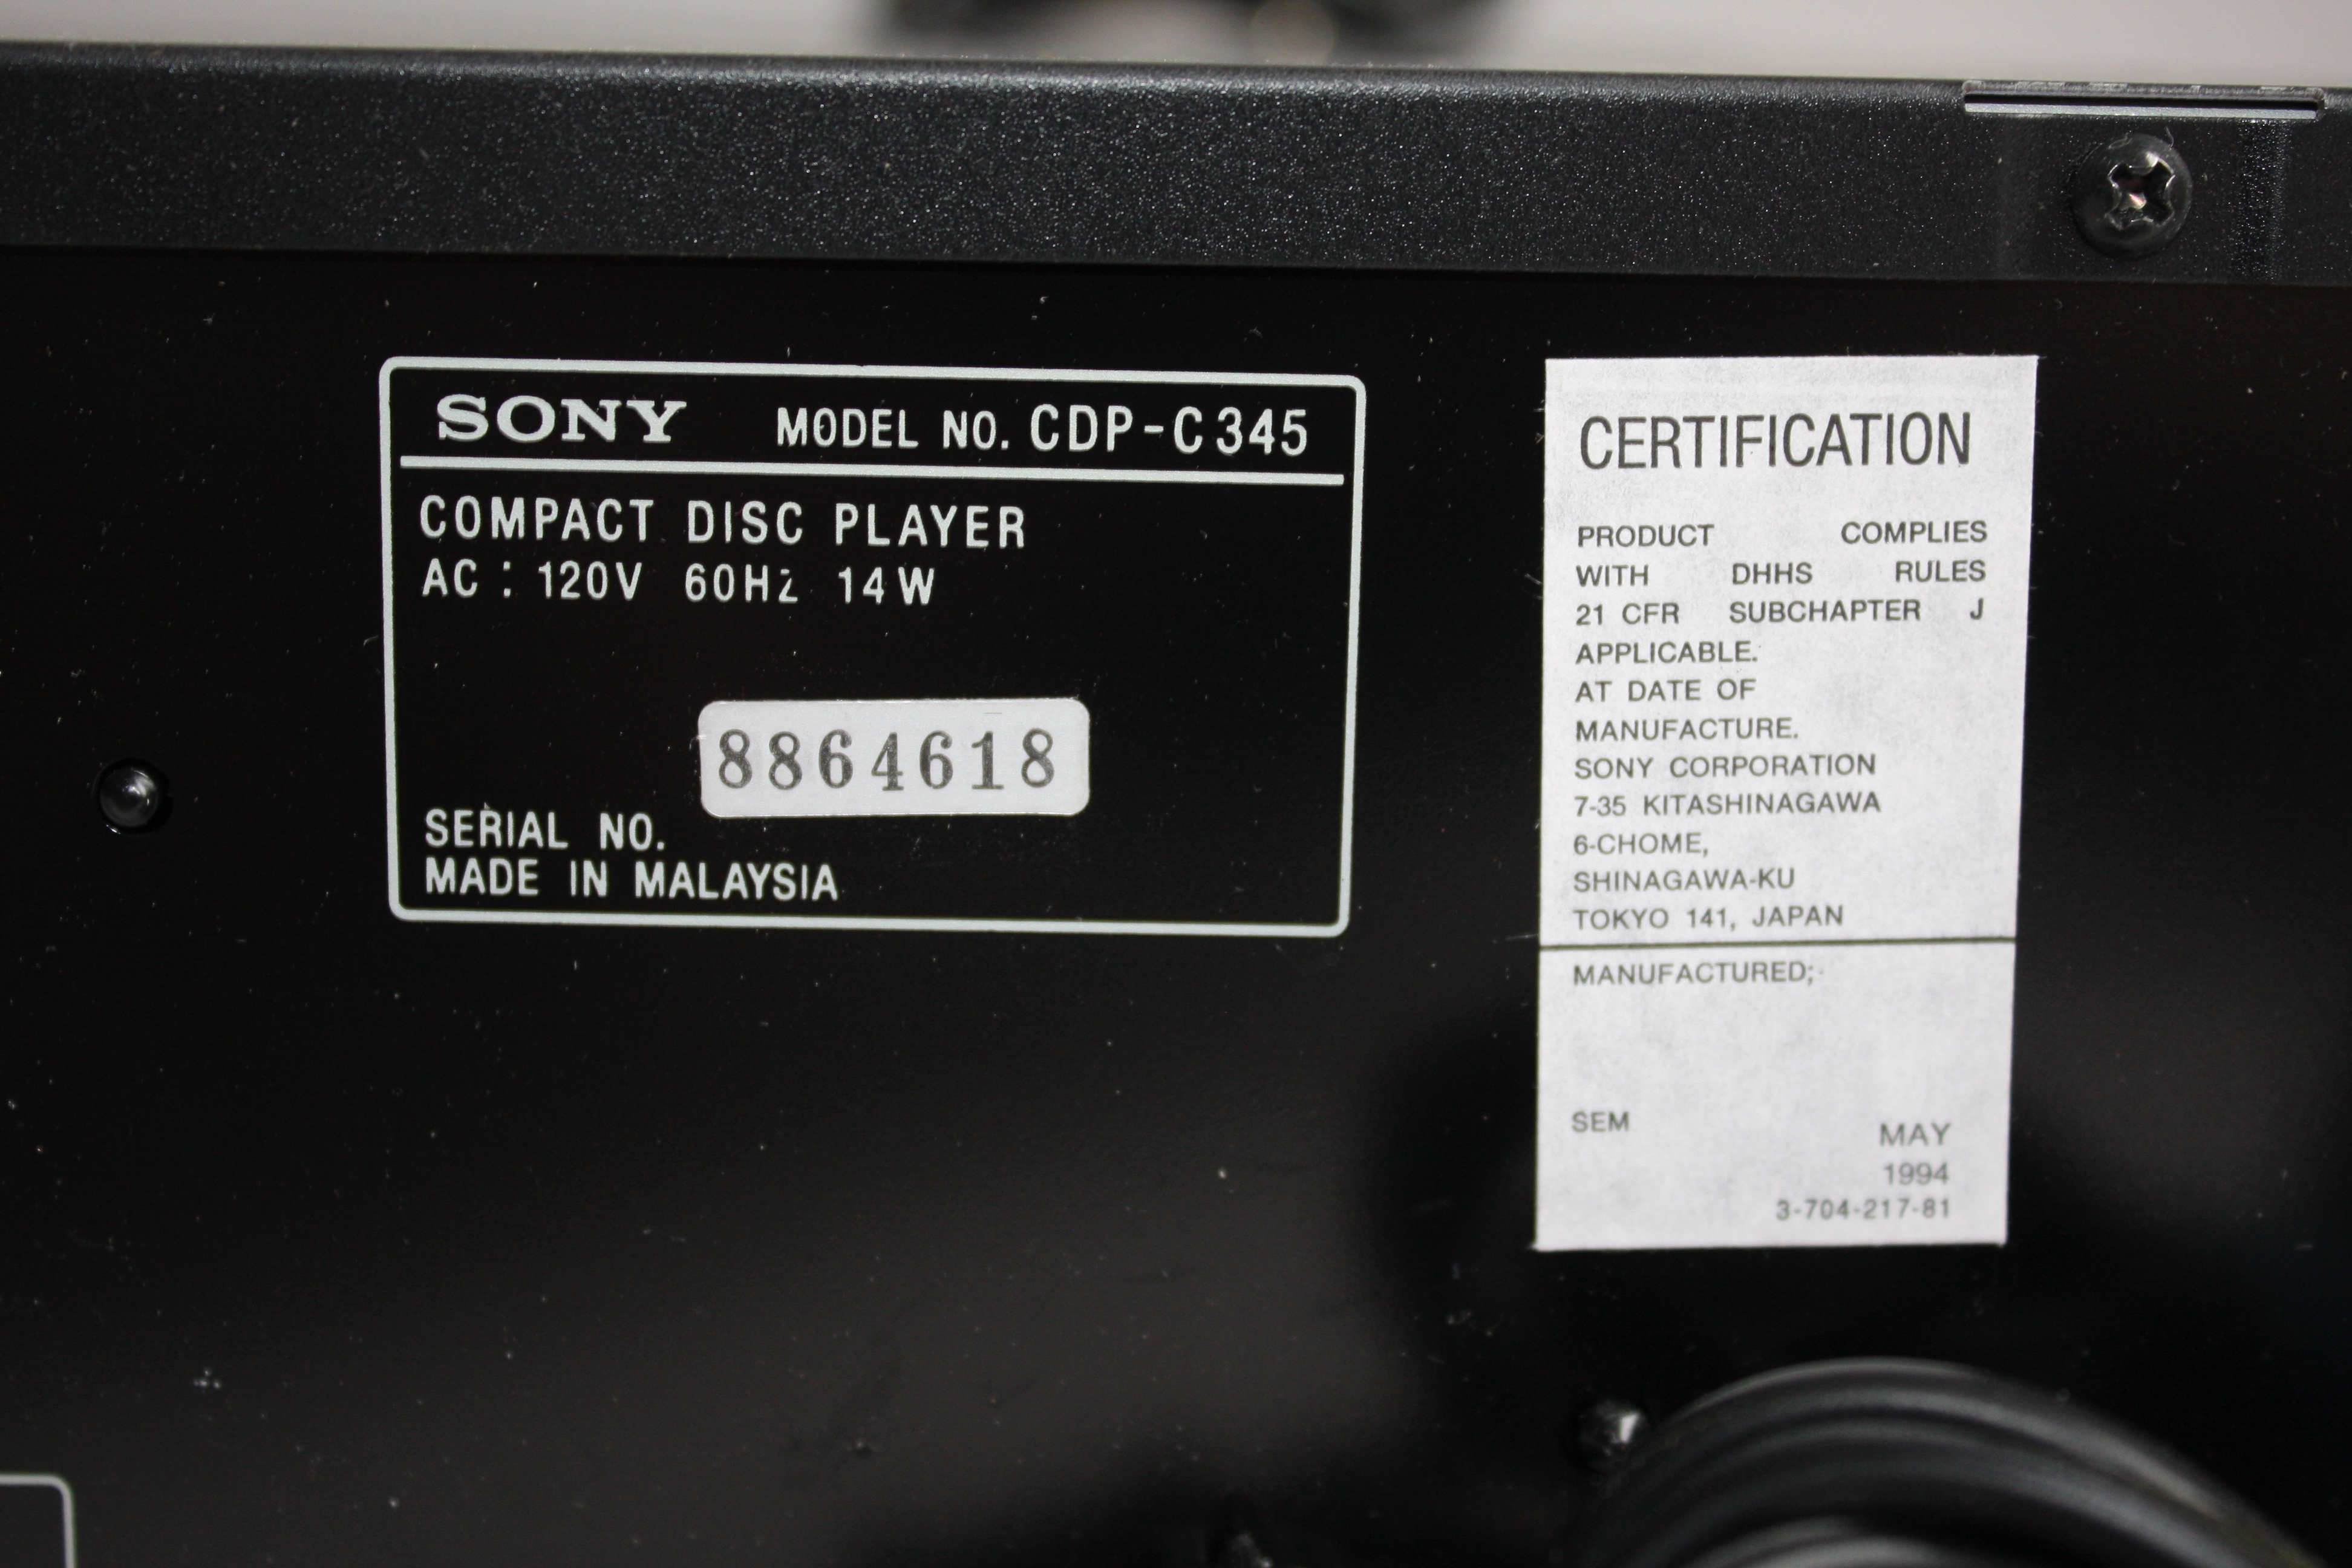 SONY MODEL NO. CDP-C345
COMPACT DISC PLAYER
AC : 120V 60Hz 14W
8864618
SERIAL NO.
MADE IN MALAYSIA
CERTIFICATION
PRODUCT COMPLIES
WITH DHHS RULES
21 CFR SUBCHAPTER J
APPLICABLE.
AT DATE OF
MANUFACTURE.
SONY CORPORATION
7-35 KITASHINAGAWA
6-CHOME,
SHINAGAWA-KU
TOKYO 141, JAPAN
MANUFACTURED;
SEM
MAY
1994
3-704-217-81